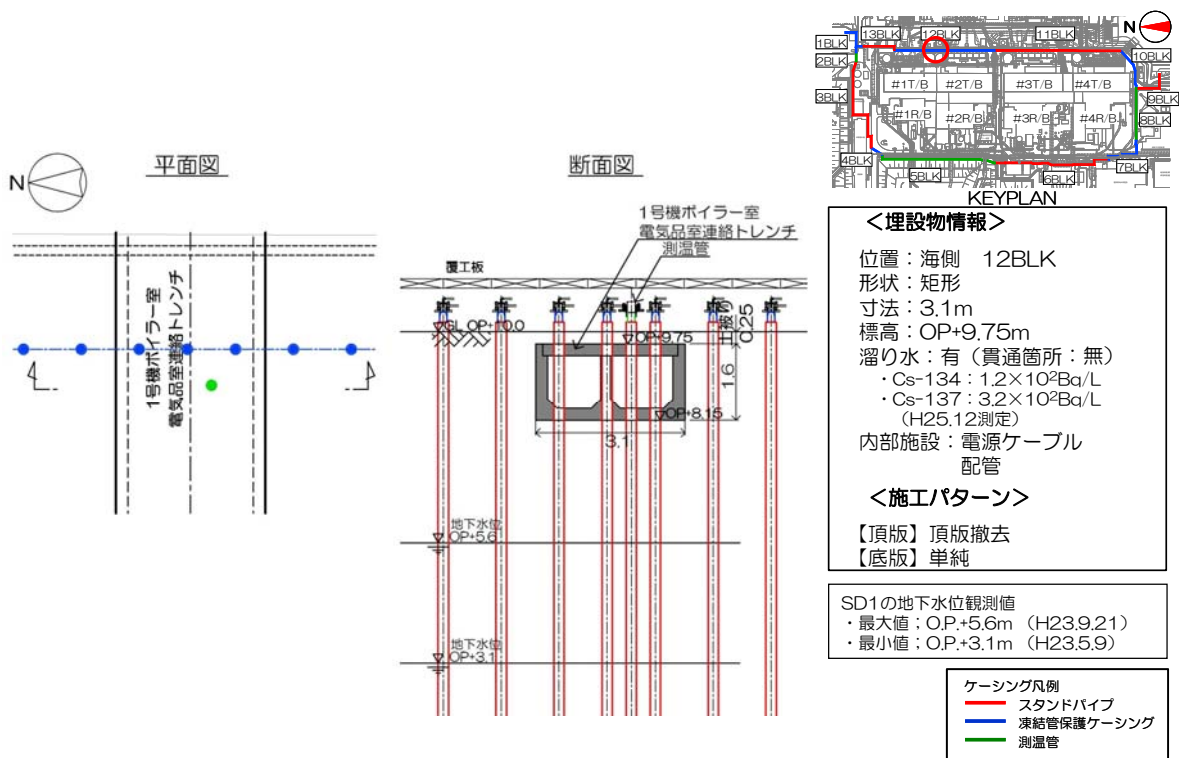 13BLK
12BLK
11BLK
N
1BLK
2BLK
10BLK
#1T/B
#2T/B
#3T/B
#4T/B
3BLK
9BLK
8BLK
#1R/B
#2R/B
#3R/B
#4R/B
4BLK
5BLK
6BLK
7BLK
KEYPLAN
平面図
N
1号機ボイラー室
電気品室連絡トレンチ
断面図
1号機ボイラー室
電気品室連絡トレンチ
測温管
覆工板
GL OP+10.0
OP+9.75
土被り
0.25
1.6
OP+8.15
3.1
地下水位
OP+5.6
地下水位
OP+3.1
<埋設物情報>
位置：海側 12BLK
形状：矩形
寸法：3.1m
標高：OP+9.75m
溜り水：有（貫通箇所：無）
・Cs-134：1.2×10²Bq/L
・Cs-137：3.2×10²Bq/L
（H25.12測定）
内部施設：電源ケーブル
配管
<施工パターン>
【頂版】頂版撤去
【底版】単純
SD1の地下水位観測値
・最大値；O.P.+5.6m （H23.9.21）
・最小値；O.P.+3.1m （H23.5.9）
ケーシング凡例
スタンドパイプ
凍結管保護ケーシング
測温管